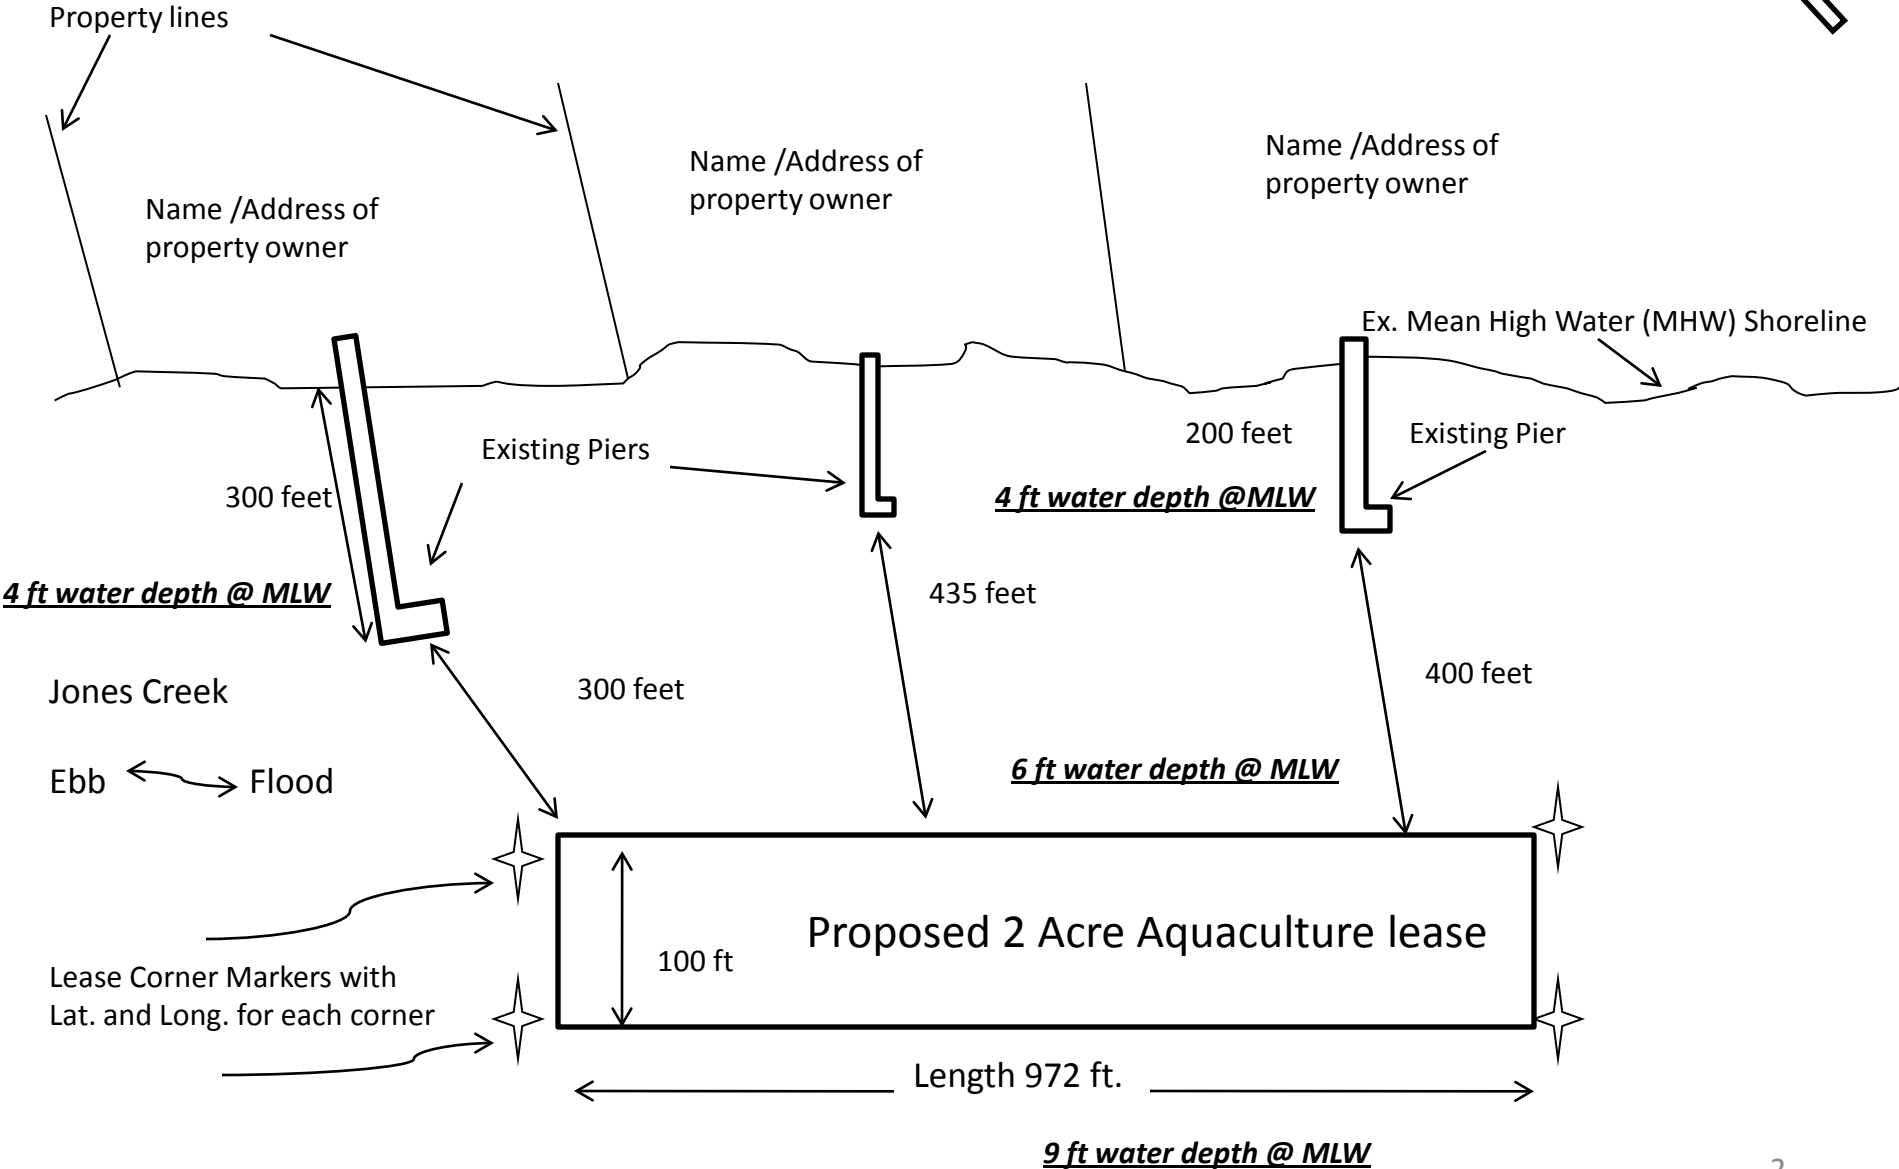 Property lines
Name /Address of
property owner
Name /Address of
property owner
Name /Address of
property owner
Ex. Mean High Water (MHW) Shoreline
Existing Piers
200 feet
Existing Pier
300 feet
4 ft water depth @MLW
4 ft water depth @ MLW
435 feet
Jones Creek
300 feet
400 feet
Ebb
Flood
6 ft water depth @ MLW
Proposed 2 Acre Aquaculture lease
100 ft
Lease Corner Markers with
Lat. and Long. for each corner
Length 972 ft.
9 ft water depth @ MLW
2